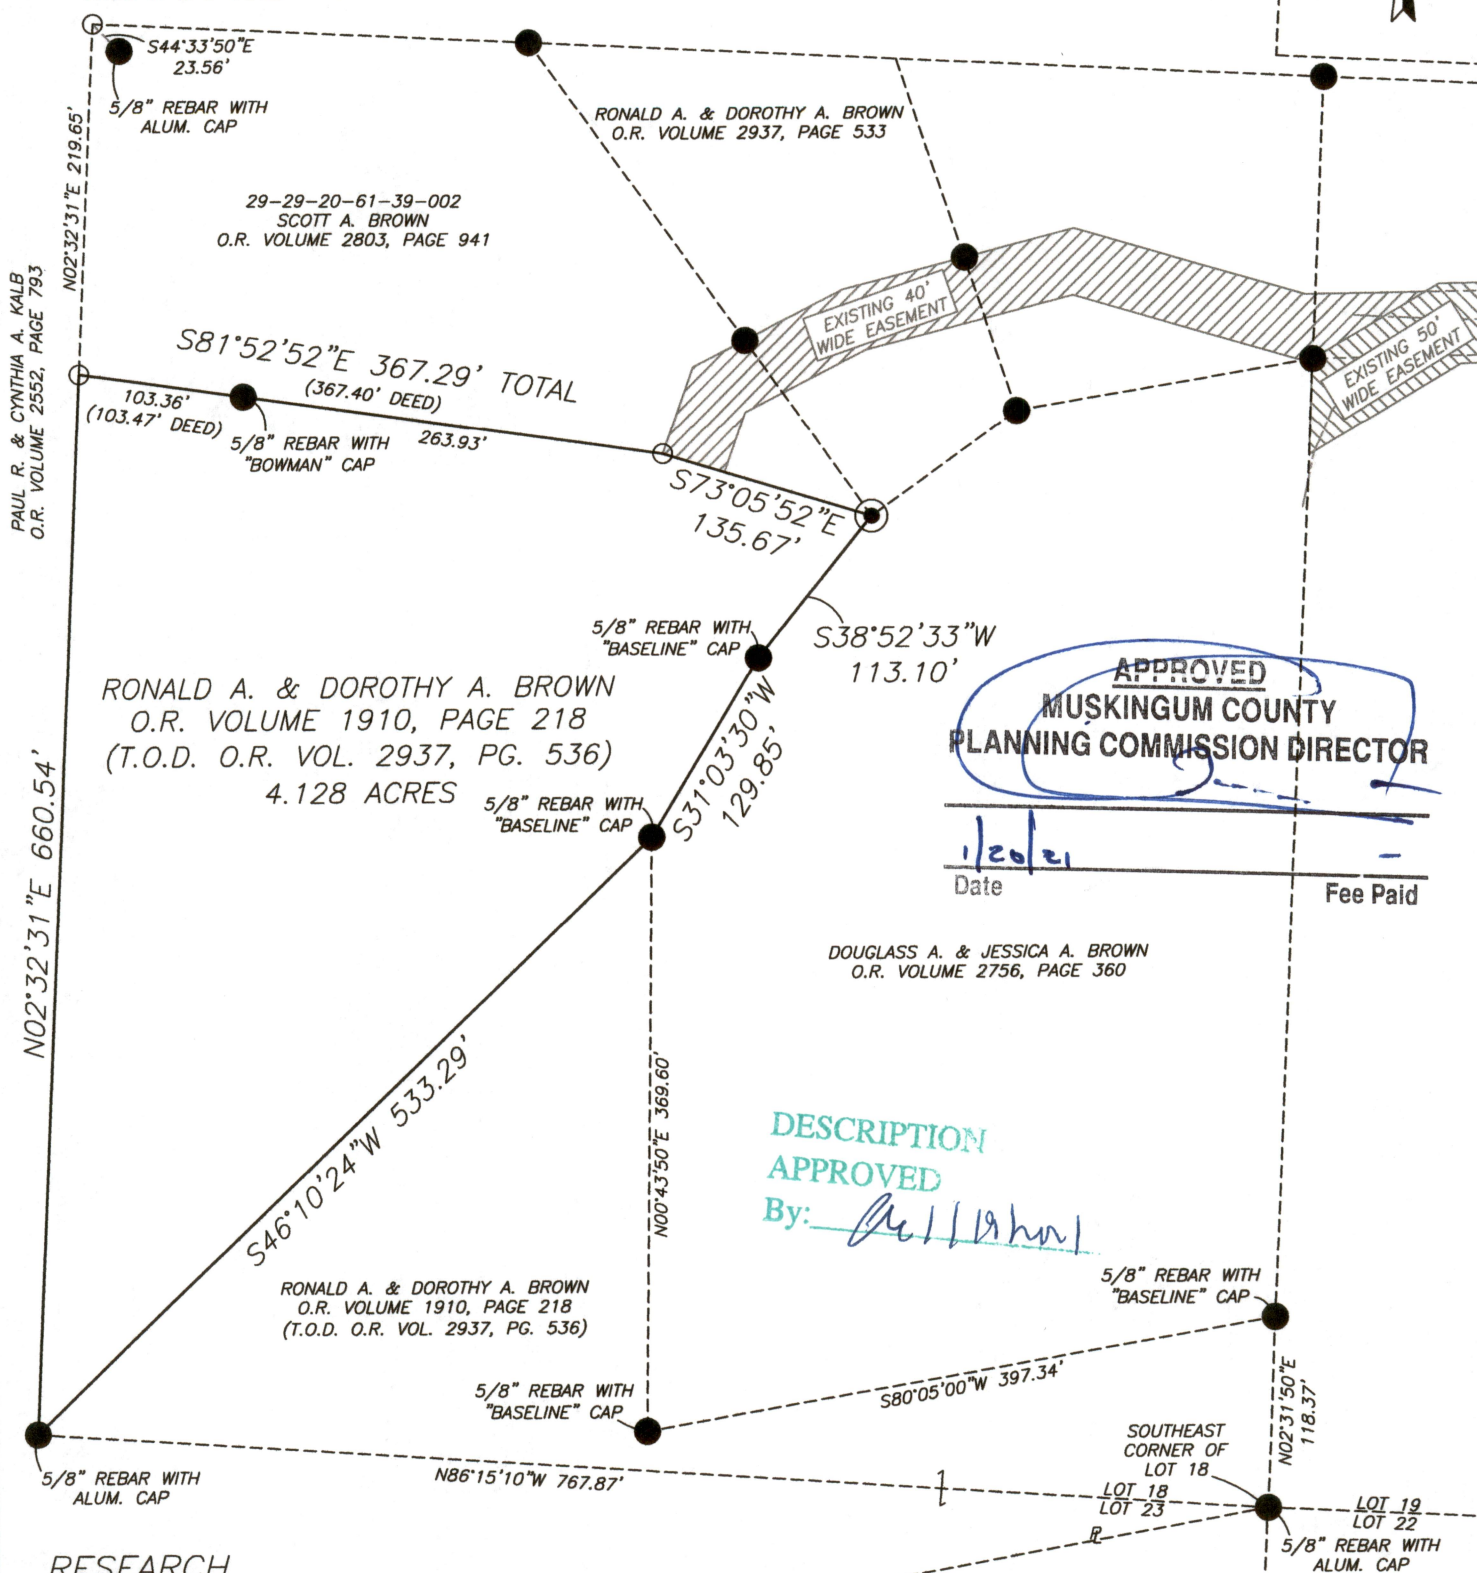 S44°33'50"E
23.56'
5/8" REBAR WITH
ALUM. CAP
N02°32'31"E 219.65'
RONALD A. & DOROTHY A. BROWN
O.R. VOLUME 2937, PAGE 533
29-29-20-61-39-002
SCOTT A. BROWN
O.R. VOLUME 2803, PAGE 941
PAUL R. & CYNTHIA A. KALB
O.R. VOLUME 2552, PAGE 793
EXISTING 40'
WIDE EASEMENT
EXISTING 50'
WIDE EASEMENT
S81°52'52"E 367.29' TOTAL
(367.40' DEED)
103.36'
(103.47' DEED)
263.93'
5/8" REBAR WITH
"BOWMAN" CAP
S73°05'52"E
135.67'
5/8" REBAR WITH
"BASELINE" CAP
S38°52'33"W
113.10'
RONALD A. & DOROTHY A. BROWN
O.R. VOLUME 1910, PAGE 218
(T.O.D. O.R. VOL. 2937, PG. 536)
4.128 ACRES
S31°03'30"W
129.85'
5/8" REBAR WITH
"BASELINE" CAP
APPROVED
MUSKINGUM COUNTY
PLANNING COMMISSION DIRECTOR
1/20/21
-
Date
Fee Paid
N02°32'31"E 660.54'
DOUGLASS A. & JESSICA A. BROWN
O.R. VOLUME 2756, PAGE 360
S46°10'24"W 533.29'
N00°43'50"E 369.60'
DESCRIPTION
APPROVED
By:
RONALD A. & DOROTHY A. BROWN
O.R. VOLUME 1910, PAGE 218
(T.O.D. O.R. VOL. 2937, PG. 536)
5/8" REBAR WITH
"BASELINE" CAP
5/8" REBAR WITH
"BASELINE" CAP
S80°05'00"W 397.34'
N02°31'50"E
118.37'
SOUTHEAST
CORNER OF
LOT 18
5/8" REBAR WITH
ALUM. CAP
N86°15'10"W 767.87'
LOT 18
LOT 23
LOT 19
LOT 22
5/8" REBAR WITH
ALUM. CAP
RESEARCH